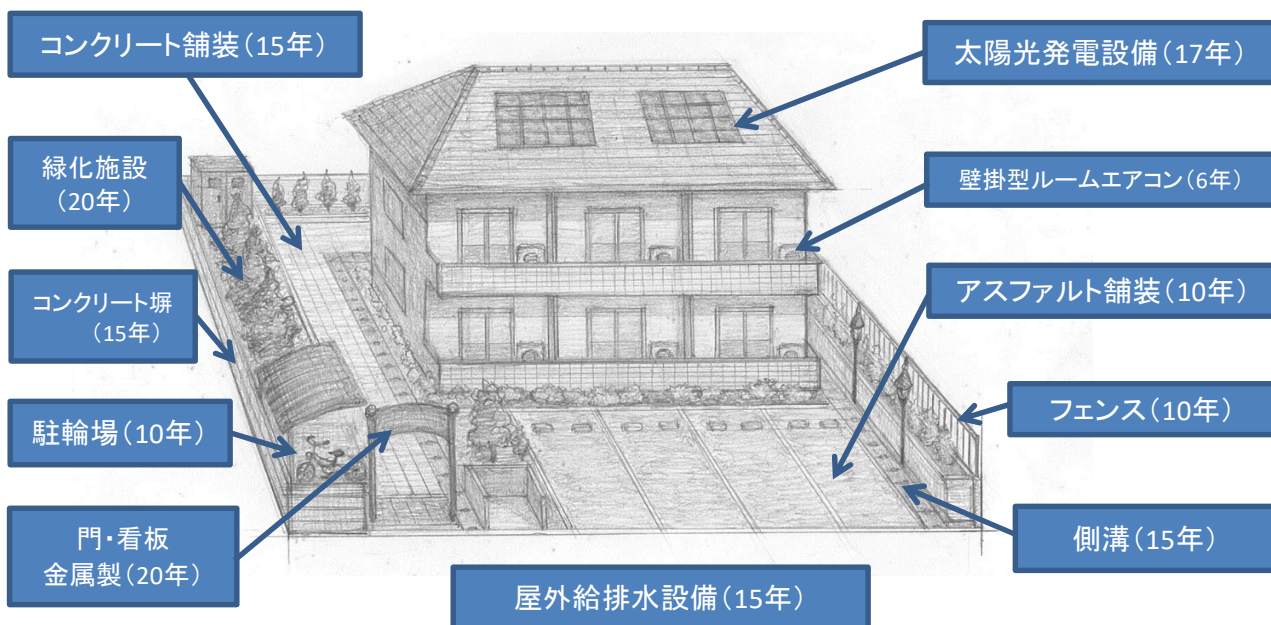 コンクリート舗装（15年）
太陽光発電設備（17年）
緑化施設
（20年）
壁掛型ルームエアコン（6年）
コンクリート塀
（15年）
アスファルト舗装（10年）
駐輪場（10年）
フェンス（10年）
門・看板
金属製（20年）
側溝（15年）
屋外給排水設備（15年）